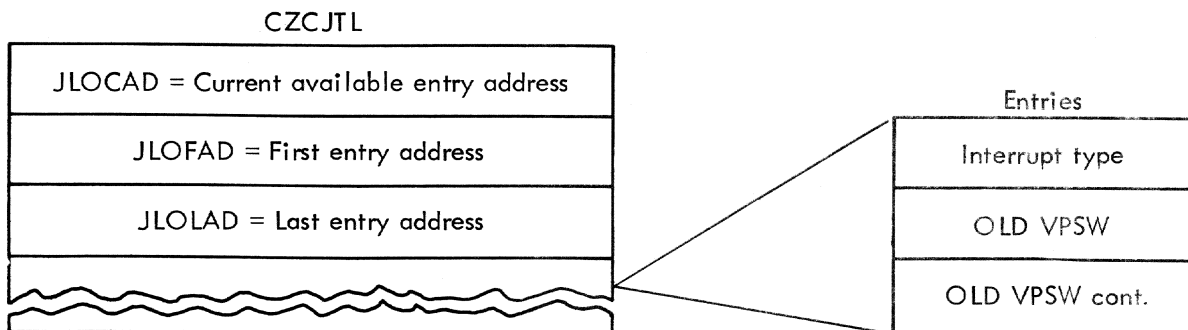 CZCJTL
JLOCAD = Current available entry address
JLOFAD = First entry address
JLOLAD = Last entry address
Entries
Interrupt type
OLD VPSW
OLD VPSW cont.